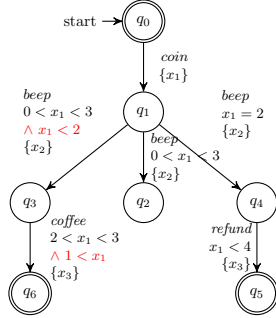 start
q₀
coin
{x₁}
beep
0 < x₁ < 3
∧ x₁ < 2
{x₂}
q₁
beep
x₁ = 2
{x₂}
beep
0 < x₁ < 3
{x₂}
q₃
q₂
q₄
coffee
2 < x₁ < 3
∧ 1 < x₁
{x₃}
refund
x₁ < 4
{x₃}
q₆
q₅